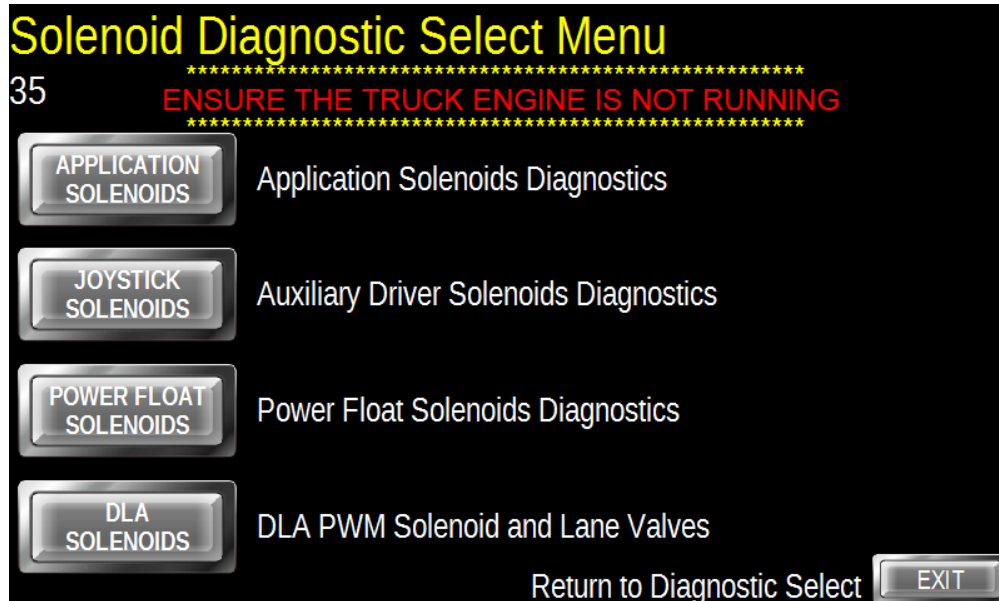 Solenoid Diagnostic Select Menu
*******************************************************
35
ENSURE THE TRUCK ENGINE IS NOT RUNNING
*******************************************************
APPLICATION
SOLENOIDS
Application Solenoids Diagnostics
JOYSTICK
SOLENOIDS
Auxiliary Driver Solenoids Diagnostics
POWER FLOAT
SOLENOIDS
Power Float Solenoids Diagnostics
DLA
SOLENOIDS
DLA PWM Solenoid and Lane Valves
Return to Diagnostic Select
EXIT